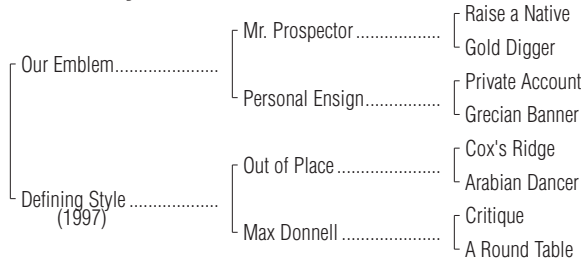 Raise a Native
Mr. Prospector ..................
Gold Digger
Our Emblem......................
Private Account
Personal Ensign................
Grecian Banner
Cox's Ridge
Out of Place ......................
Arabian Dancer
Defining Style ...................
(1997)
Critique
Max Donnell .....................
A Round Table